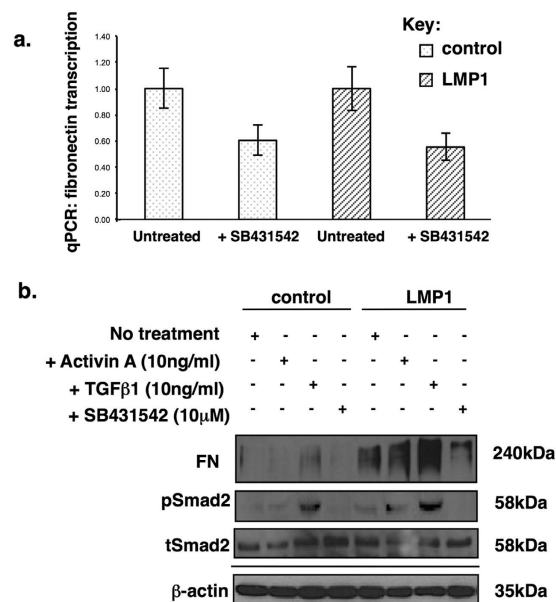 a.
Key:
control
LMP1
qPCR: fibronectin transcription
1.40
1.20
1.00
0.80
0.60
0.40
0.20
0.00
Untreated + SB431542 Untreated + SB431542
b.
control LMP1
No treatment + - - - + - - -
+ Activin A (10ng/ml) - + - - - + - -
+ TGFβ1 (10ng/ml) - - + - - - + -
+ SB431542 (10μM) - - - + - - - +
FN 240kDa
pSmad2 58kDa
tSmad2 58kDa
β-actin 35kDa